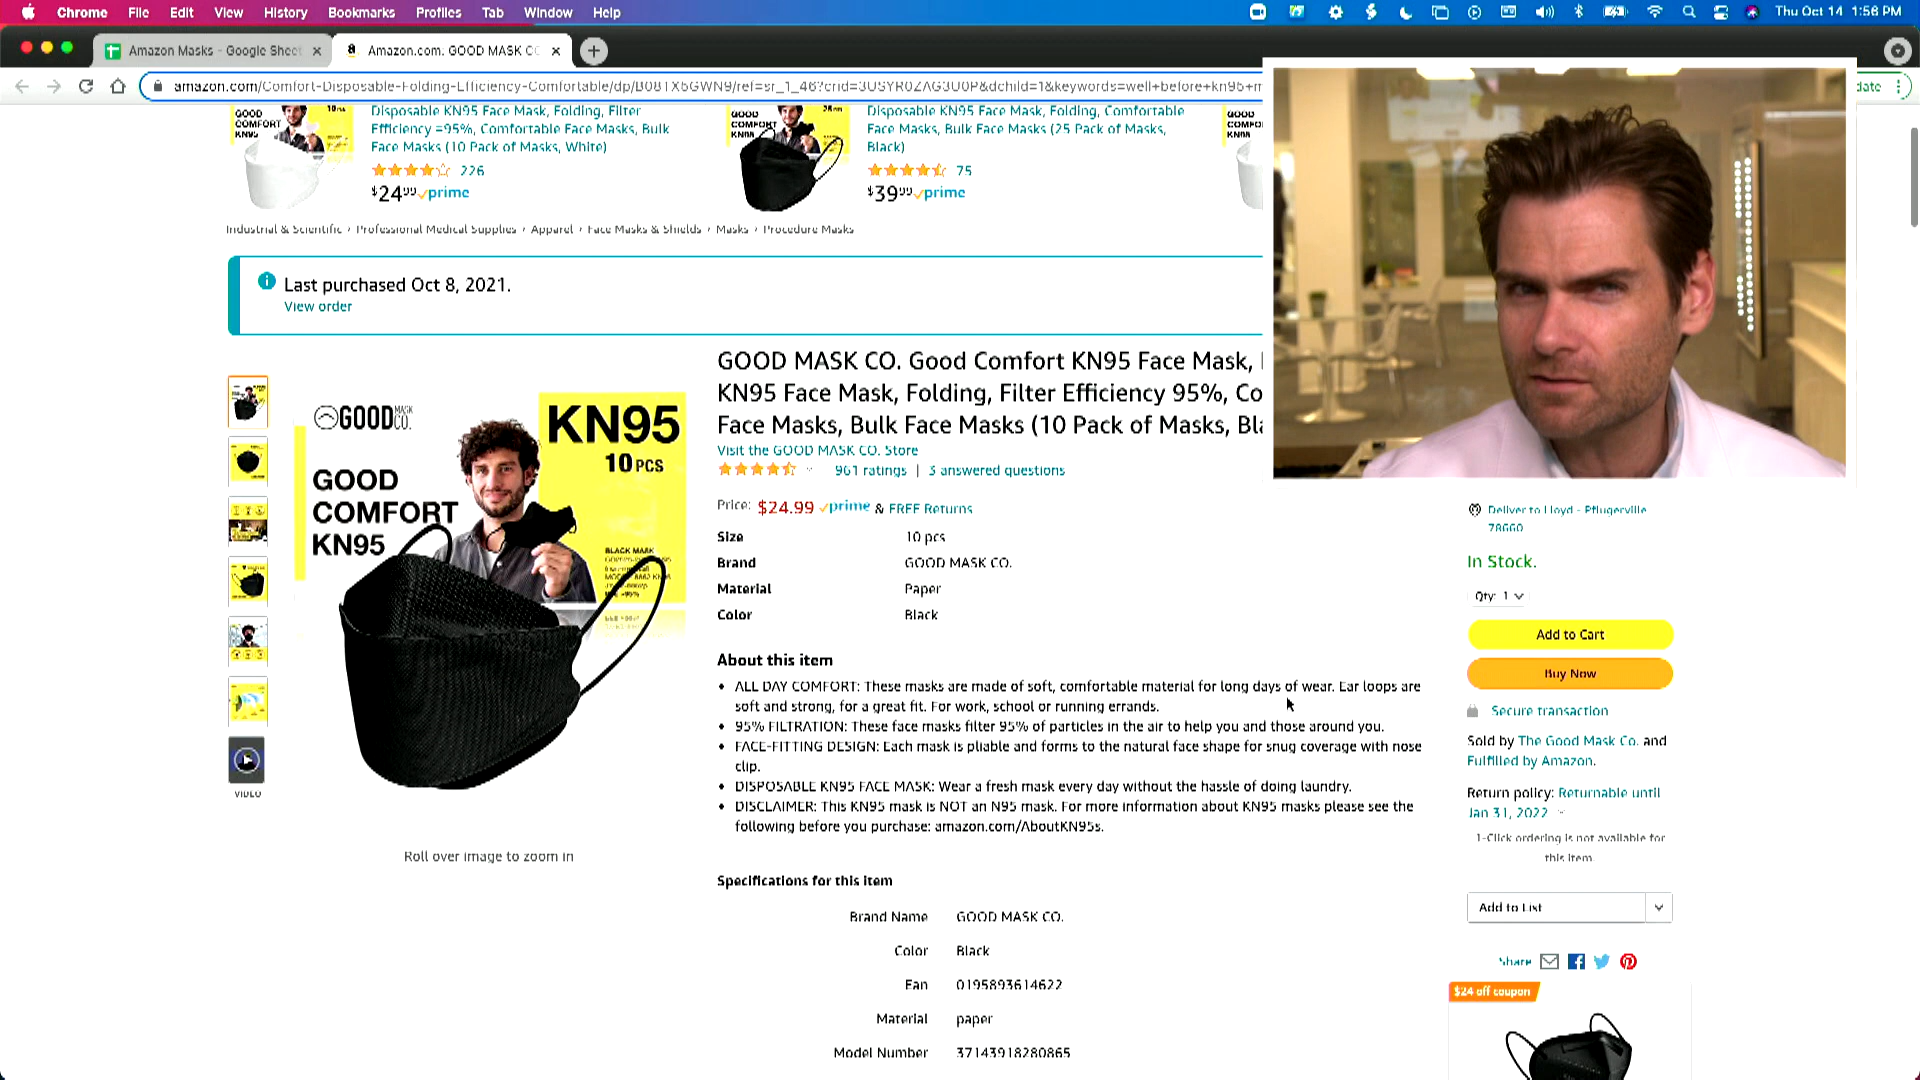 Chrome File Edit View History Bookmarks Profiles Tab Window Help
Thu Oct 14 1:56 PM
Amazon Masks - Google Sheet
Amazon.com: GOOD MASK CO
amazon.com/Comfort-Disposable-Folding-Efficiency-Comfortable/dp/B081X5GWN9/ref=sr_1_46?crid=3USYR0ZAG3U0P&dchild=1&keywords=well+before+kn95+m
date
Disposable KN95 Face Mask, Folding, Filter
Efficiency =95%, Comfortable Face Masks, Bulk
Face Masks (10 Pack of Masks, White)
226
$24.99 prime
Disposable KN95 Face Mask, Folding, Comfortable
Face Masks, Bulk Face Masks (25 Pack of Masks,
Black)
75
$39.99 prime
Industrial & Scientific › Professional Medical Supplies › Apparel › Face Masks & Shields › Masks › Procedure Masks
Last purchased Oct 8, 2021.
View order
GOOD MASK CO.
GOOD
COMFORT
KN95
KN95
10 PCS
BLACK MASK
VIDEO
Roll over image to zoom in
GOOD MASK CO. Good Comfort KN95 Face Mask,
KN95 Face Mask, Folding, Filter Efficiency 95%, Co
Face Masks, Bulk Face Masks (10 Pack of Masks, Bla
Visit the GOOD MASK CO. Store
961 ratings | 3 answered questions
Price: $24.99 prime & FREE Returns
Size 10 pcs
Brand GOOD MASK CO.
Material Paper
Color Black
About this item
• ALL DAY COMFORT: These masks are made of soft, comfortable material for long days of wear. Ear loops are
soft and strong, for a great fit. For work, school or running errands.
• 95% FILTRATION: These face masks filter 95% of particles in the air to help you and those around you.
• FACE-FITTING DESIGN: Each mask is pliable and forms to the natural face shape for snug coverage with nose
clip.
• DISPOSABLE KN95 FACE MASK: Wear a fresh mask every day without the hassle of doing laundry.
• DISCLAIMER: This KN95 mask is NOT an N95 mask. For more information about KN95 masks please see the
following before you purchase: amazon.com/AboutKN95s.
Specifications for this item
Brand Name GOOD MASK CO.
Color Black
Ean 0195893614622
Material paper
Model Number 37143918280865
Deliver to Lloyd - Pflugerville
78660
In Stock.
Qty: 1
Add to Cart
Buy Now
Secure transaction
Sold by The Good Mask Co. and
Fulfilled by Amazon.
Return policy: Returnable until
Jan 31, 2022
1-Click ordering is not available for
this item.
Add to List
Share
$24 off coupon